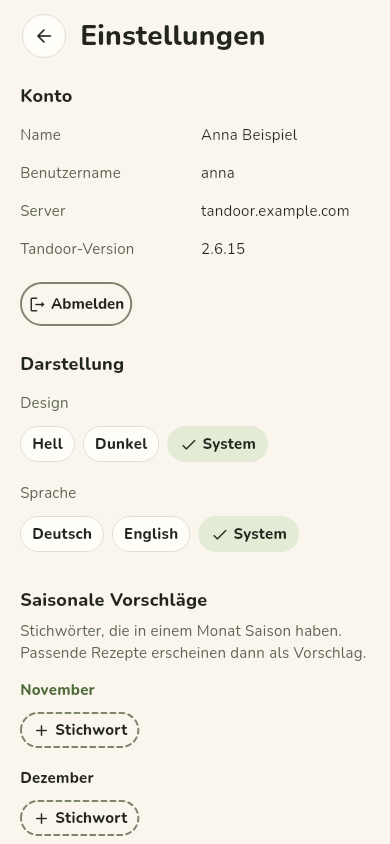 Einstellungen
Konto
Name Anna Beispiel
Benutzername anna
Server tandoor.example.com
Tandoor-Version 2.6.15
Abmelden
Darstellung
Design
Hell Dunkel System
Sprache
Deutsch English System
Saisonale Vorschläge
Stichwörter, die in einem Monat Saison haben.
Passende Rezepte erscheinen dann als Vorschlag.
November
+ Stichwort
Dezember
+ Stichwort